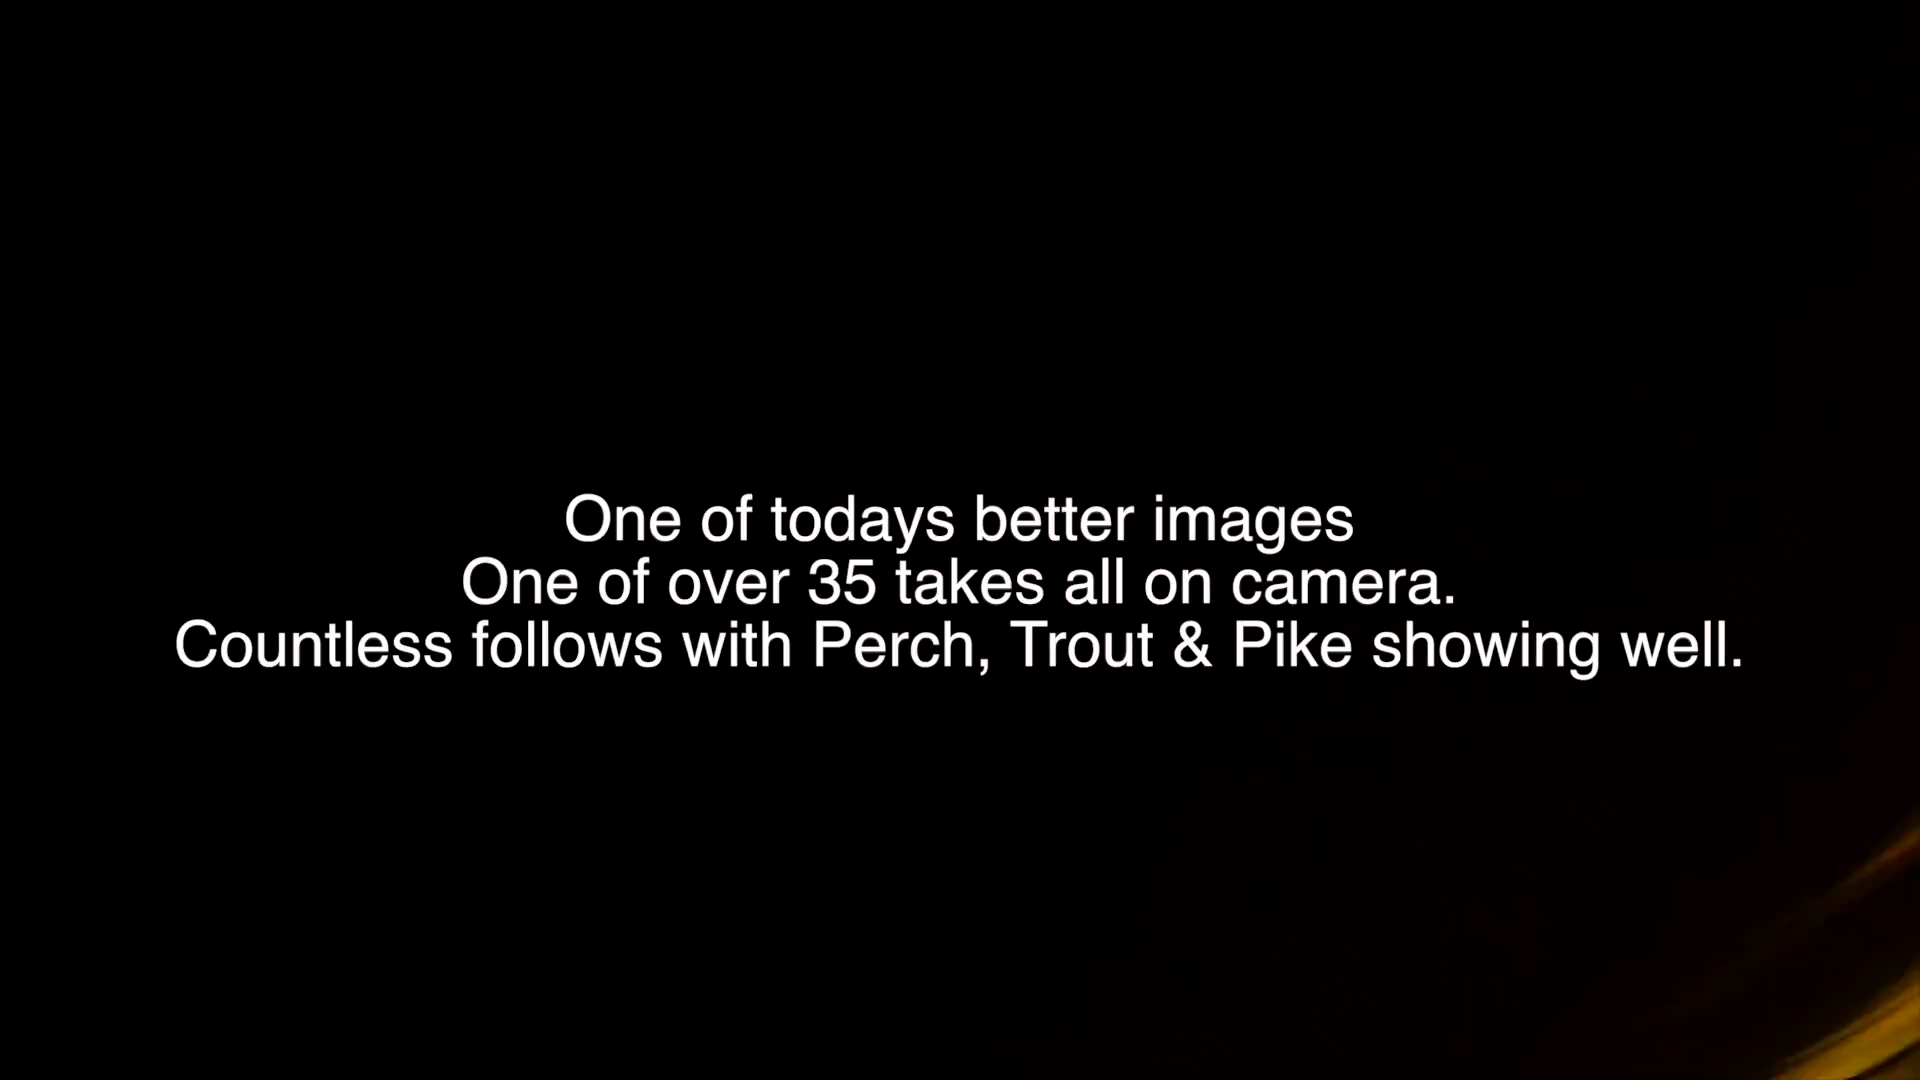 One of todays better images
One of over 35 takes all on camera.
Countless follows with Perch, Trout & Pike showing well.